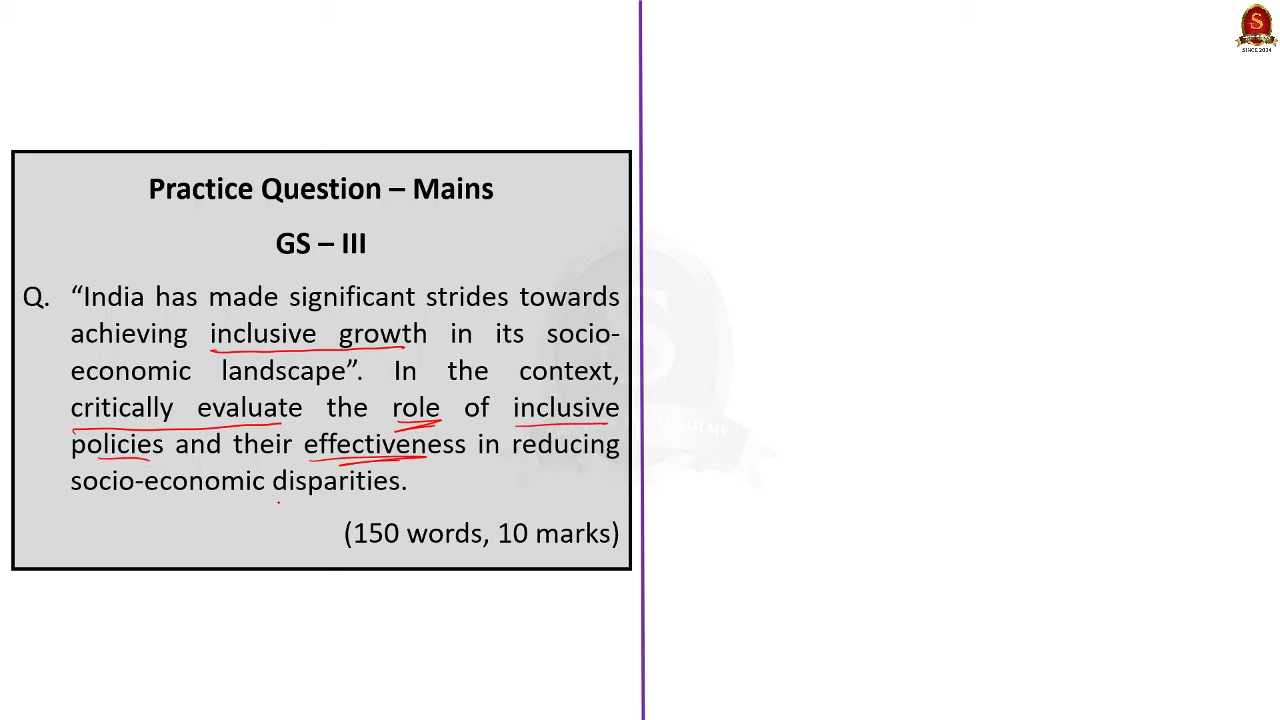 Practice Question – Mains
GS – III
Q. “India has made significant strides towards
achieving inclusive growth in its socio-
economic landscape”. In the context,
critically evaluate the role of inclusive
policies and their effectiveness in reducing
socio-economic disparities.
(150 words, 10 marks)
S
SINCE 2004
S